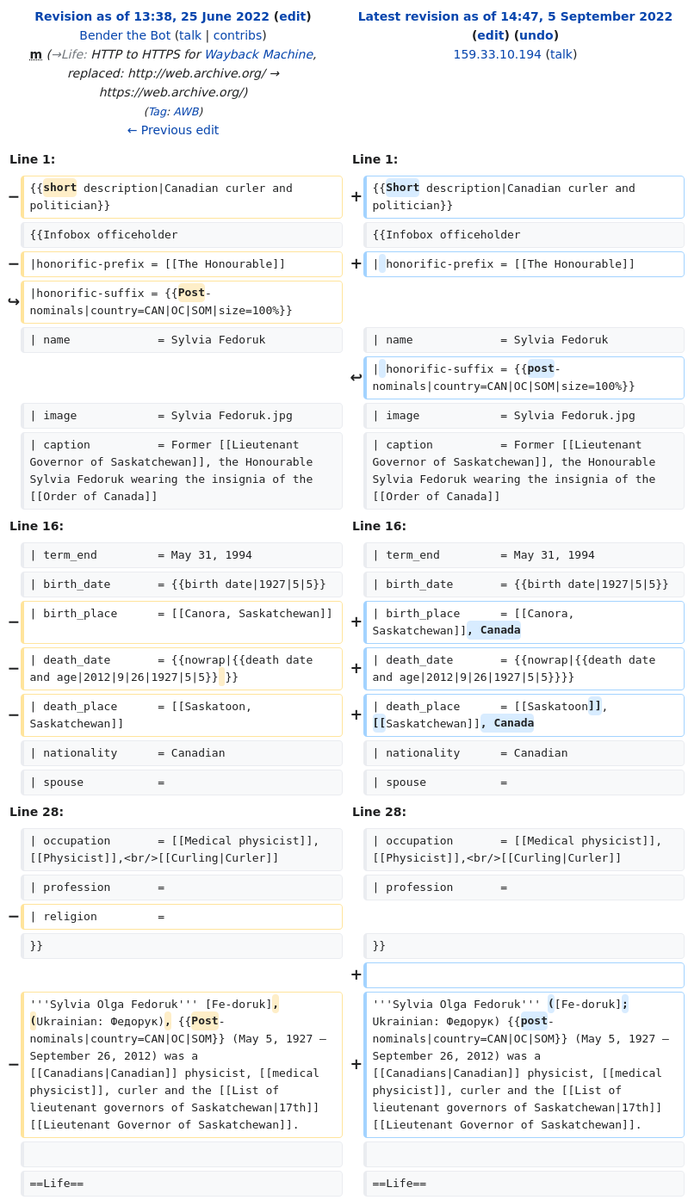 Revision as of 13:38, 25 June 2022 (edit)
Bender the Bot (talk | contribs)
m (→Life: HTTP to HTTPS for Wayback Machine,
replaced: http://web.archive.org/ →
https://web.archive.org/)
(Tag: AWB)
← Previous edit
Latest revision as of 14:47, 5 September 2022
(edit) (undo)
159.33.10.194 (talk)
Line 1:
Line 1:
− {{short description|Canadian curler and
politician}}
+ {{Short description|Canadian curler and
politician}}
{{Infobox officeholder
{{Infobox officeholder
− |honorific-prefix = [[The Honourable]]
+ | honorific-prefix = [[The Honourable]]
↪ |honorific-suffix = {{Post-
nominals|country=CAN|OC|SOM|size=100%}}
| name = Sylvia Fedoruk
| name = Sylvia Fedoruk
↩ | honorific-suffix = {{post-
nominals|country=CAN|OC|SOM|size=100%}}
| image = Sylvia Fedoruk.jpg
| image = Sylvia Fedoruk.jpg
| caption = Former [[Lieutenant
Governor of Saskatchewan]], the Honourable
Sylvia Fedoruk wearing the insignia of the
[[Order of Canada]]
| caption = Former [[Lieutenant
Governor of Saskatchewan]], the Honourable
Sylvia Fedoruk wearing the insignia of the
[[Order of Canada]]
Line 16:
Line 16:
| term_end = May 31, 1994
| term_end = May 31, 1994
| birth_date = {{birth date|1927|5|5}}
| birth_date = {{birth date|1927|5|5}}
− | birth_place = [[Canora, Saskatchewan]]
+ | birth_place = [[Canora,
Saskatchewan]], Canada
− | death_date = {{nowrap|{{death date
and age|2012|9|26|1927|5|5}} }}
+ | death_date = {{nowrap|{{death date
and age|2012|9|26|1927|5|5}}}}
− | death_place = [[Saskatoon,
Saskatchewan]]
+ | death_place = [[Saskatoon]],
[[Saskatchewan]], Canada
| nationality = Canadian
| nationality = Canadian
| spouse =
| spouse =
Line 28:
Line 28:
| occupation = [[Medical physicist]],
[[Physicist]],<br/>[[Curling|Curler]]
| occupation = [[Medical physicist]],
[[Physicist]],<br/>[[Curling|Curler]]
| profession =
| profession =
− | religion =
}}
}}
+
− '''Sylvia Olga Fedoruk''' [Fe-doruk],
(Ukrainian: Федорук), {{Post-
nominals|country=CAN|OC|SOM}} (May 5, 1927 –
September 26, 2012) was a
[[Canadians|Canadian]] physicist, [[medical
physicist]], curler and the [[List of
lieutenant governors of Saskatchewan|17th]]
[[Lieutenant Governor of Saskatchewan]].
+ '''Sylvia Olga Fedoruk''' ([Fe-doruk];
Ukrainian: Федорук) {{post-
nominals|country=CAN|OC|SOM}} (May 5, 1927 –
September 26, 2012) was a
[[Canadians|Canadian]] physicist, [[medical
physicist]], curler and the [[List of
lieutenant governors of Saskatchewan|17th]]
[[Lieutenant Governor of Saskatchewan]].
==Life==
==Life==